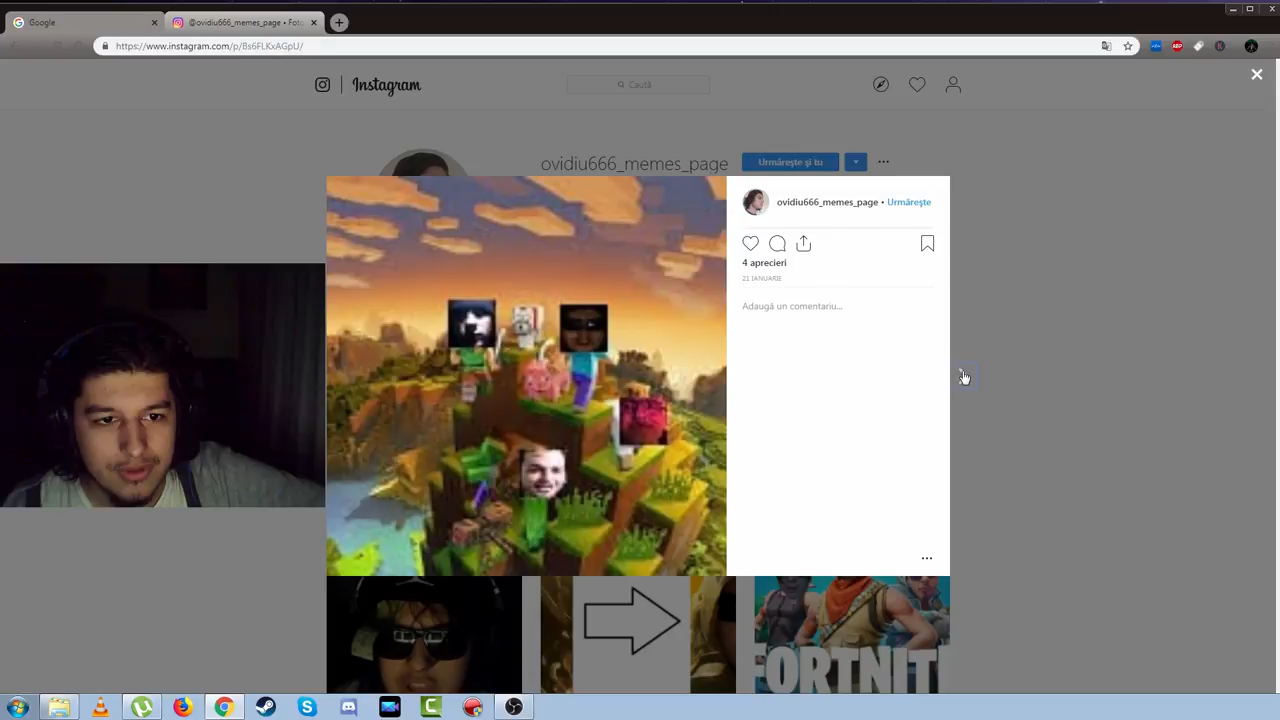 Google
@ovidiu666_memes_page • Foto
https://www.instagram.com/p/Bs6FLKxAGpU/
Instagram
Caută
ovidiu666_memes_page
Urmărește și tu
ovidiu666_memes_page • Urmărește
4 aprecieri
21 IANUARIE
Adaugă un comentariu...
FORTNIT